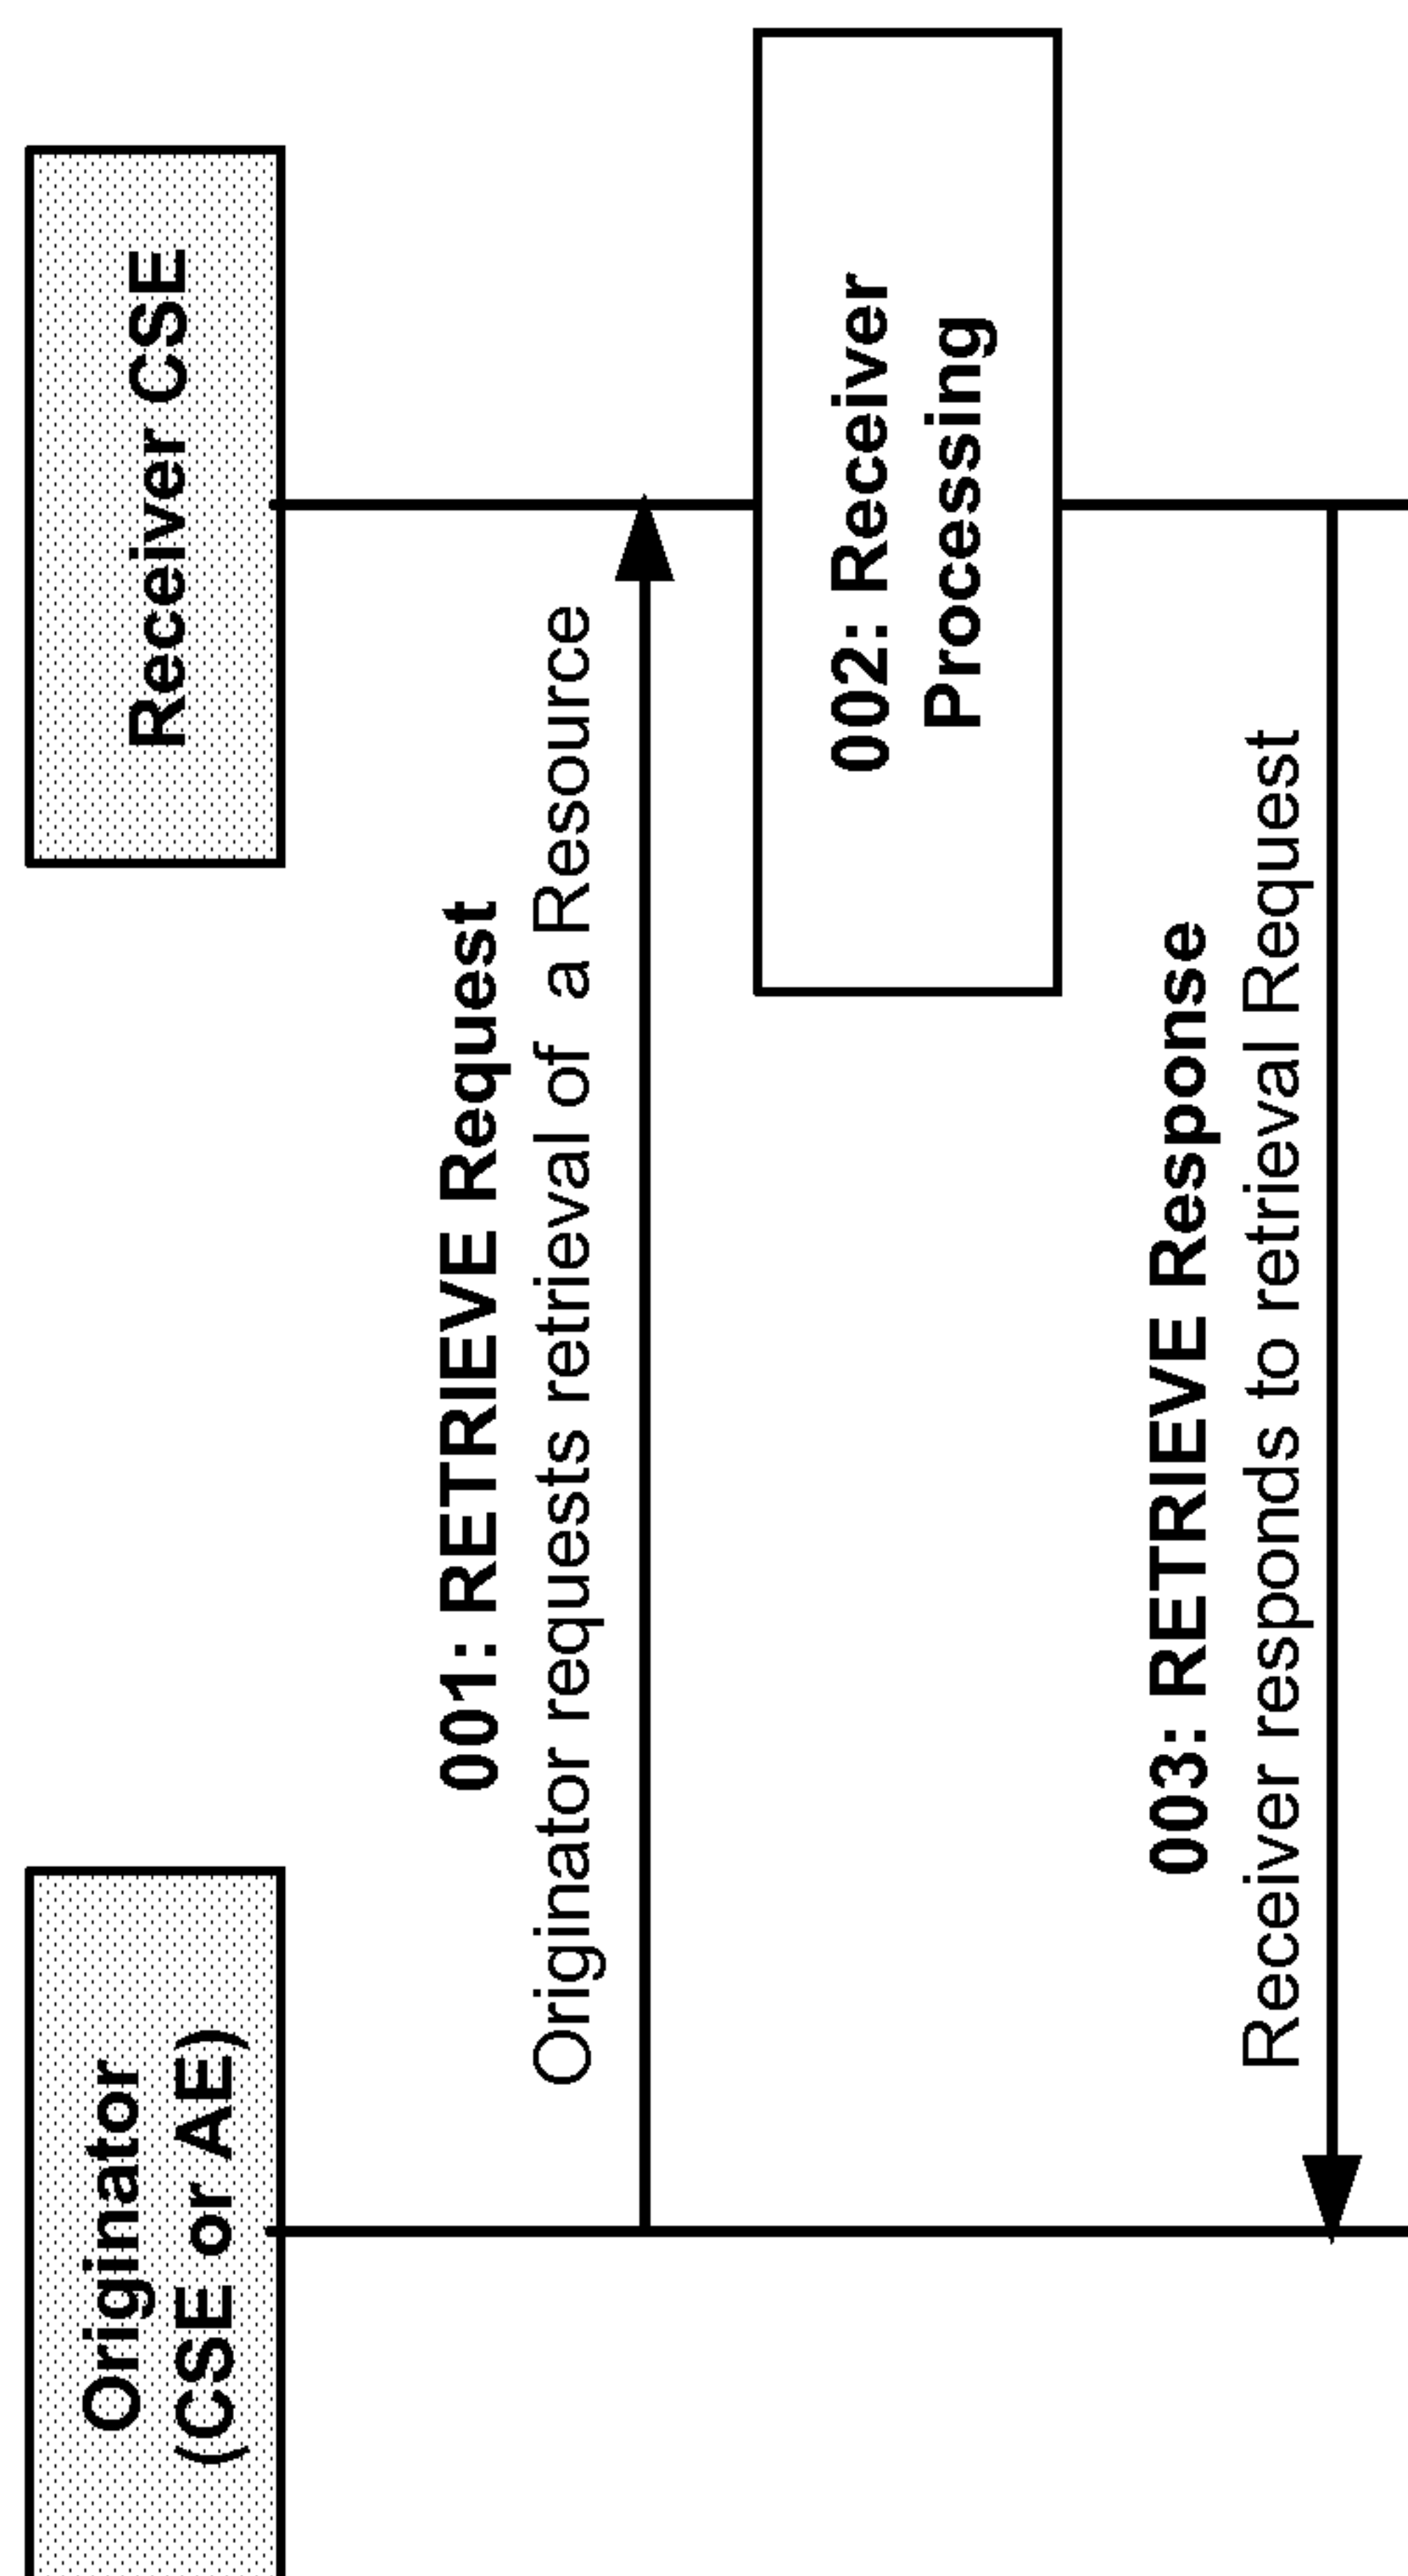 Originator
(CSE or AE)
Receiver CSE
001: RETRIEVE Request
Originator requests retrieval of a Resource
002: Receiver
Processing
003: RETRIEVE Response
Receiver responds to retrieval Request